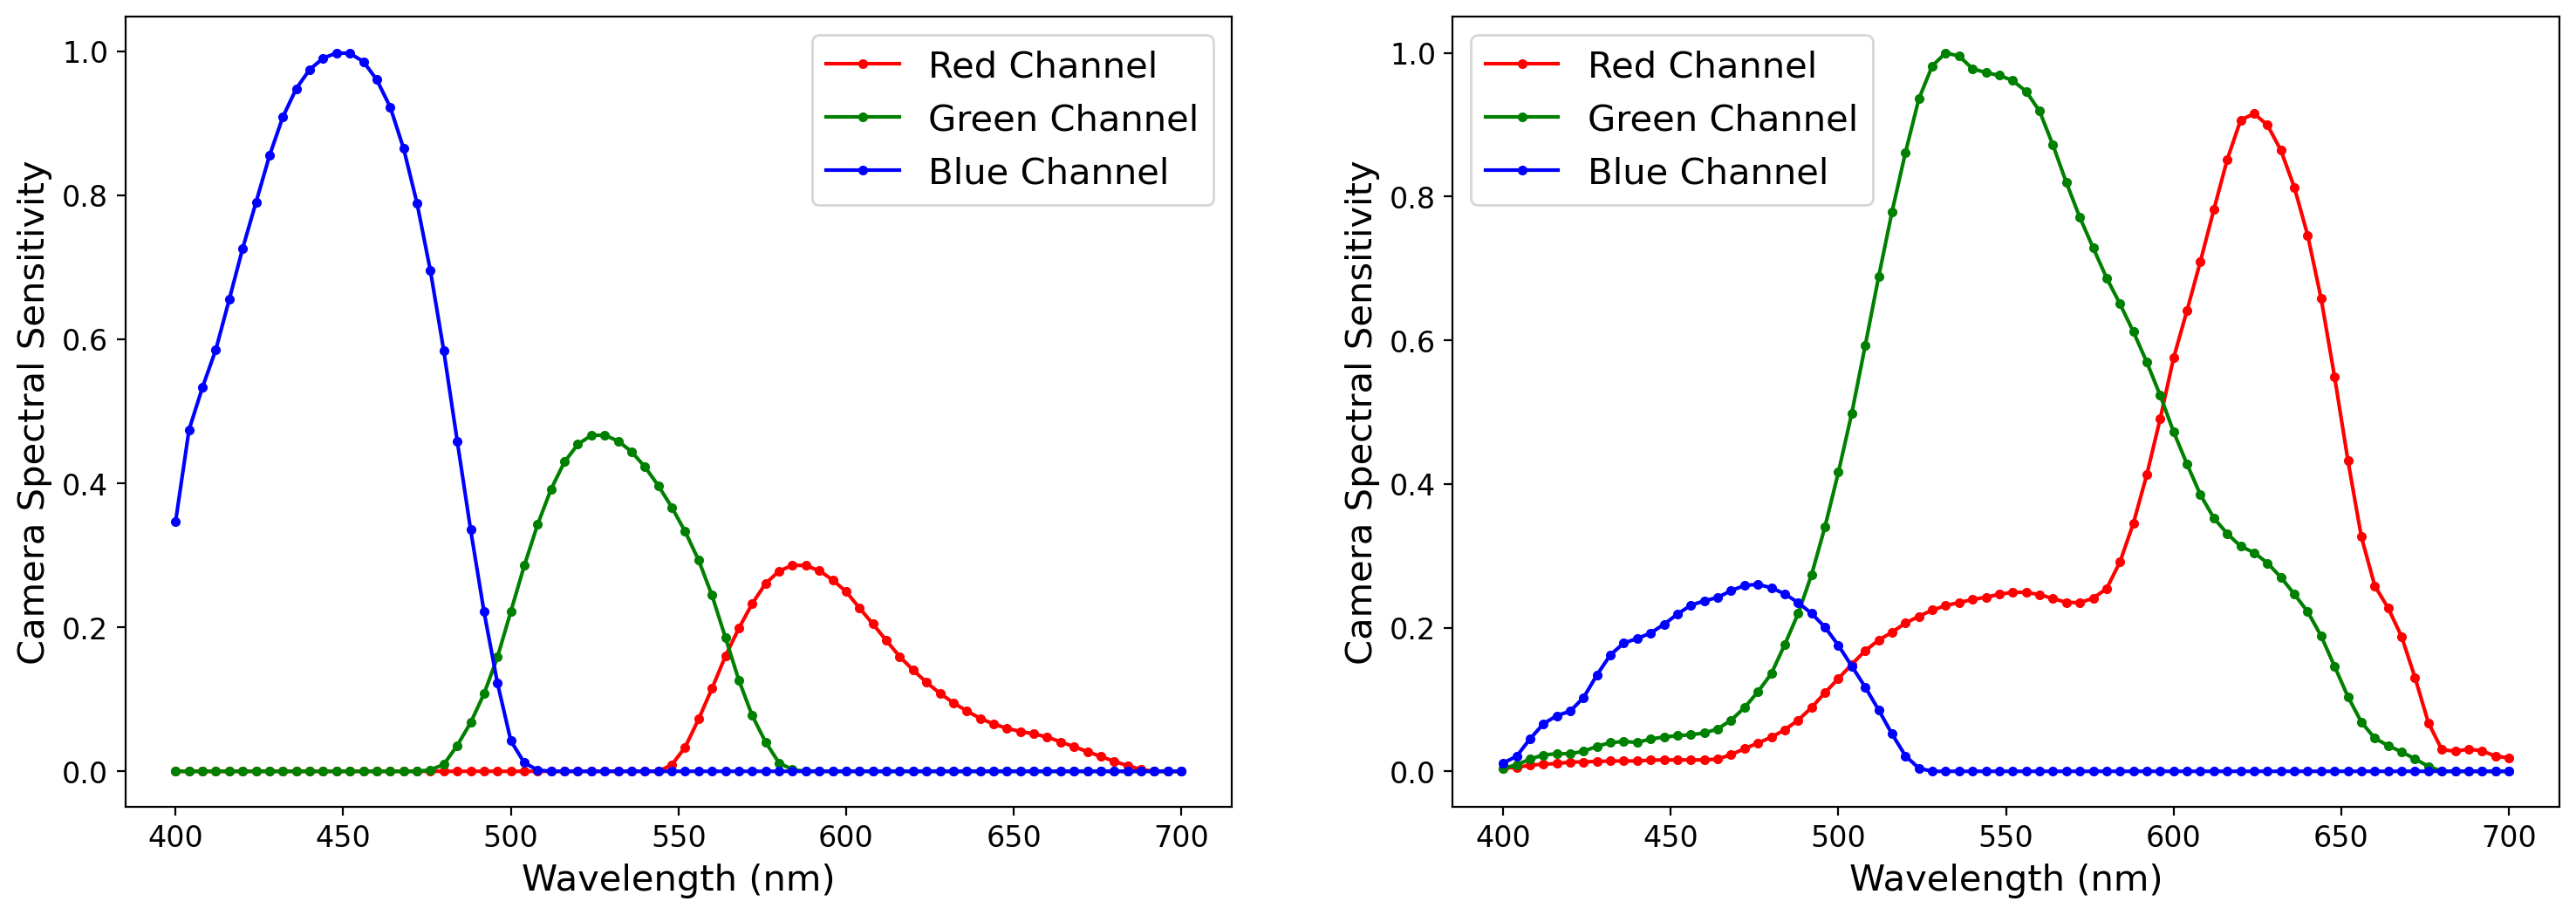 Camera Spectral Sensitivity
1.0
0.8
0.6
0.4
0.2
0.0
Red Channel
Green Channel
Blue Channel
400 450 500 550 600 650 700
Wavelength (nm)
Camera Spectral Sensitivity
1.0
0.8
0.6
0.4
0.2
0.0
Red Channel
Green Channel
Blue Channel
400 450 500 550 600 650 700
Wavelength (nm)